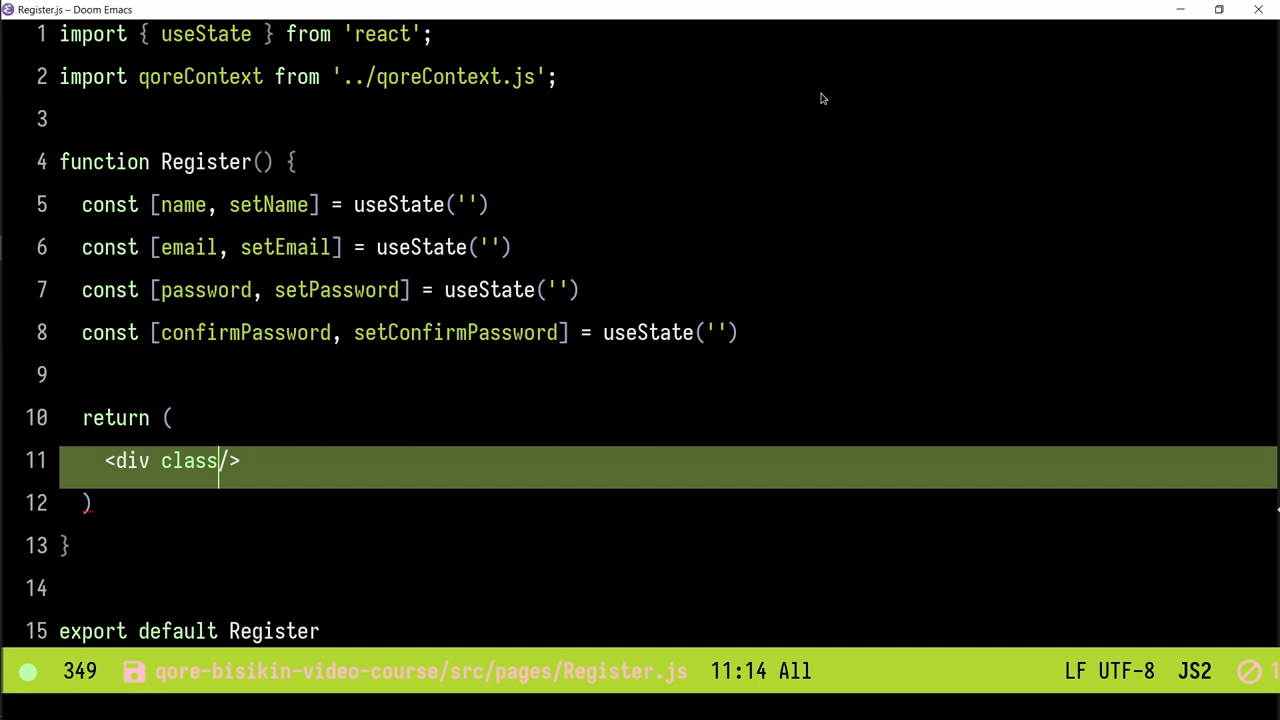 Register.js – Doom Emacs
1 import { useState } from 'react';
2 import qoreContext from '../qoreContext.js';
3
4 function Register() {
5 const [name, setName] = useState('')
6 const [email, setEmail] = useState('')
7 const [password, setPassword] = useState('')
8 const [confirmPassword, setConfirmPassword] = useState('')
9
10 return (
11 <div class/>
12 )
13 }
14
15 export default Register
349 qore-bisikin-video-course/src/pages/Register.js 11:14 All LF UTF-8 JS2 1